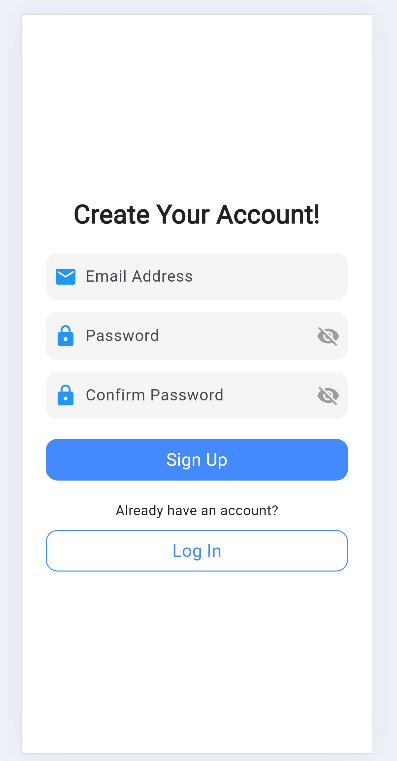 Create Your Account!
Email Address
Password
Confirm Password
Sign Up
Already have an account?
Log In